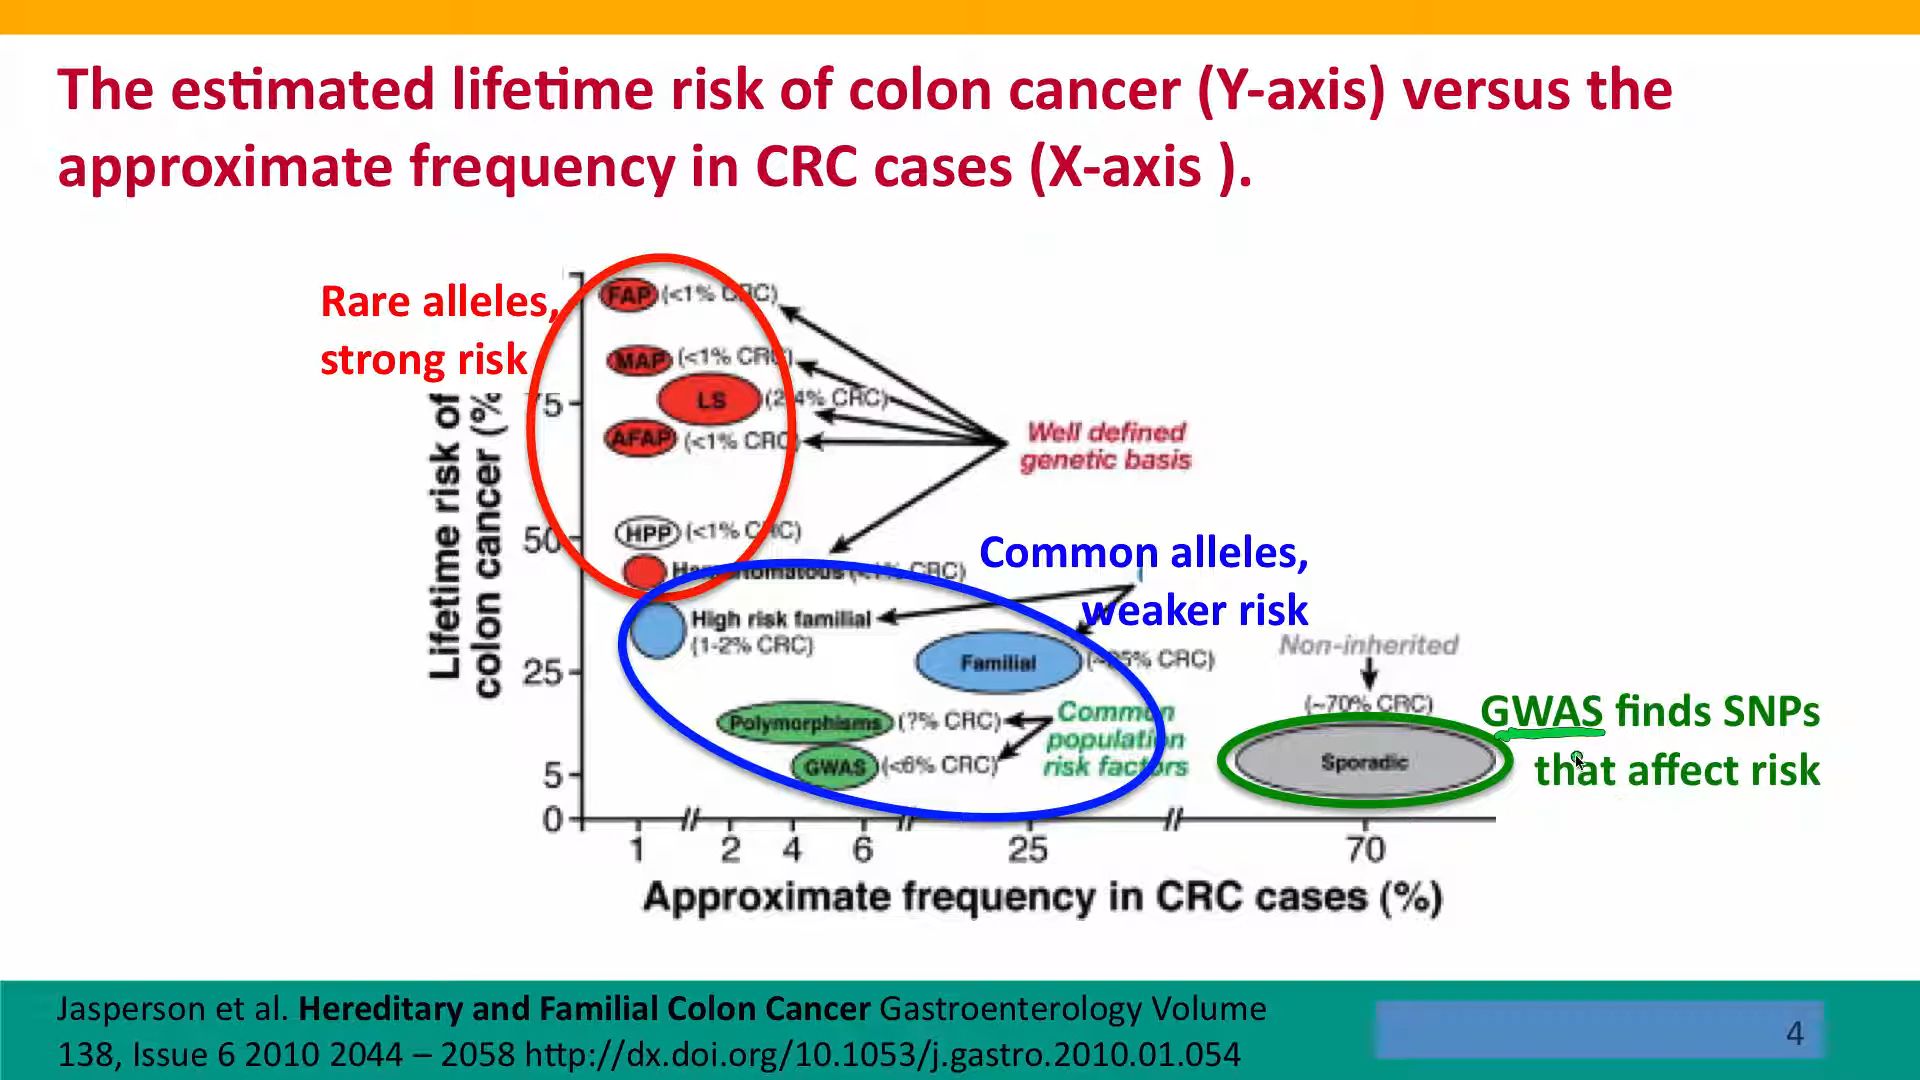 The estimated lifetime risk of colon cancer (Y-axis) versus the
approximate frequency in CRC cases (X-axis ).
Rare alleles,
strong risk
FAP (<1% CRC)
MAP (<1% CRC)
LS (2-4% CRC)
AFAP (<1% CRC)
Well defined
genetic basis
HPP (<1% CRC)
Hamartomatous (<1% CRC)
Common alleles,
weaker risk
High risk familial
(1-2% CRC)
Familial (~25% CRC)
Non-inherited
(~70% CRC)
Sporadic
GWAS finds SNPs
that affect risk
Polymorphisms (?% CRC)
GWAS (<6% CRC)
Common
population
risk factors
Lifetime risk of
colon cancer (%
75
50
25
5
0
1 2 4 6 25 70
Approximate frequency in CRC cases (%)
Jasperson et al. Hereditary and Familial Colon Cancer Gastroenterology Volume
138, Issue 6 2010 2044 – 2058 http://dx.doi.org/10.1053/j.gastro.2010.01.054
4